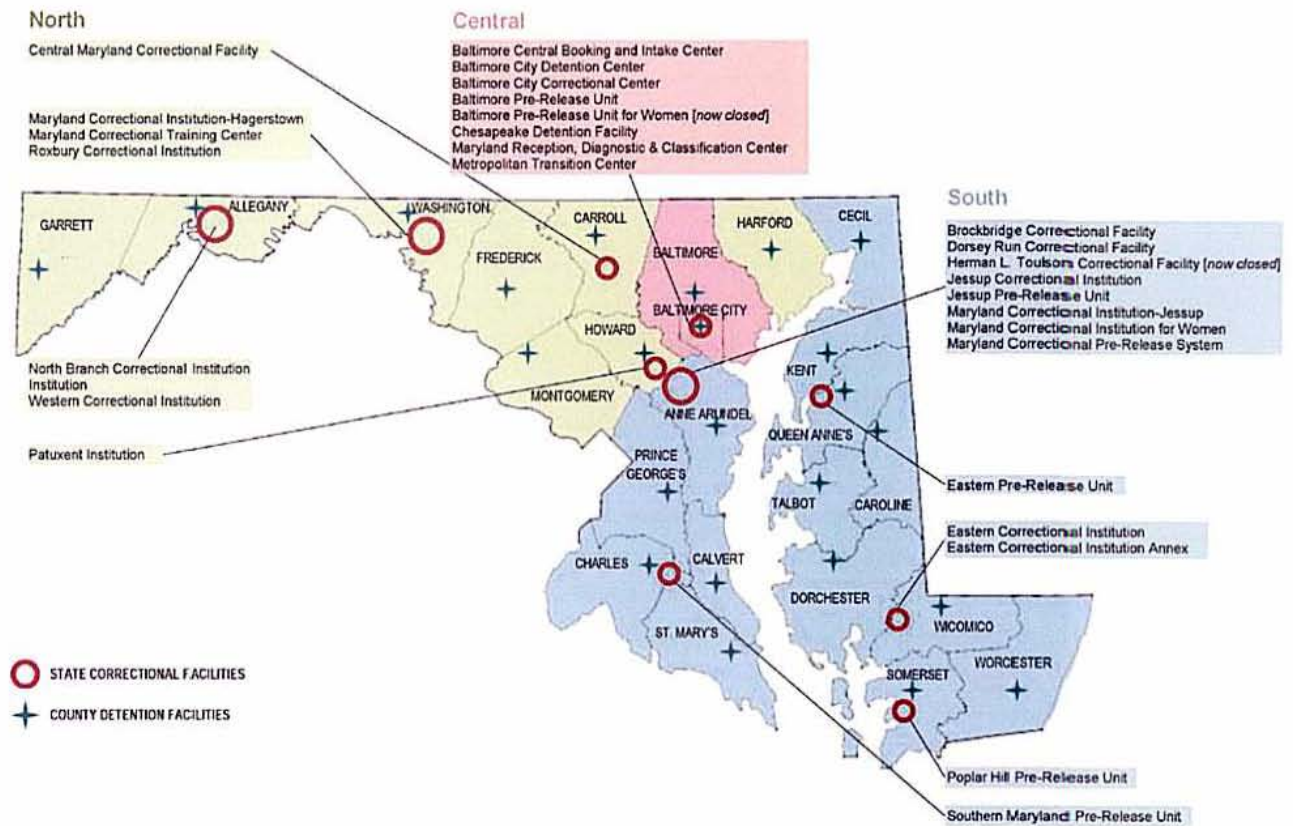 North
Central Maryland Correctional Facility
Maryland Correctional Institution-Hagerstown
Maryland Correctional Training Center
Roxbury Correctional Institution
North Branch Correctional Institution
Institution
Western Correctional Institution
Patuxent Institution
Central
Baltimore Central Booking and Intake Center
Baltimore City Detention Center
Baltimore City Correctional Center
Baltimore Pre-Release Unit
Baltimore Pre-Release Unit for Women [now closed]
Chesapeake Detention Facility
Maryland Reception, Diagnostic & Classification Center
Metropolitan Transition Center
South
Brockbridge Correctional Facility
Dorsey Run Correctional Facility
Herman L. Toulson Correctional Facility [now closed]
Jessup Correctional Institution
Jessup Pre-Release Unit
Maryland Correctional Institution-Jessup
Maryland Correctional Institution for Women
Maryland Correctional Pre-Release System
Eastern Pre-Release Unit
Eastern Correctional Institution
Eastern Correctional Institution Annex
Poplar Hill Pre-Release Unit
Southern Maryland Pre-Release Unit
GARRETT
ALLEGANY
WASHINGTON
FREDERICK
CARROLL
BALTIMORE
HARFORD
CECIL
BALTIMORE CITY
HOWARD
MONTGOMERY
ANNE ARUNDEL
KENT
QUEEN ANNE'S
PRINCE
GEORGE'S
TALBOT
CAROLINE
CHARLES
CALVERT
DORCHESTER
ST. MARY'S
WICOMICO
SOMERSET
WORCESTER
STATE CORRECTIONAL FACILITIES
COUNTY DETENTION FACILITIES